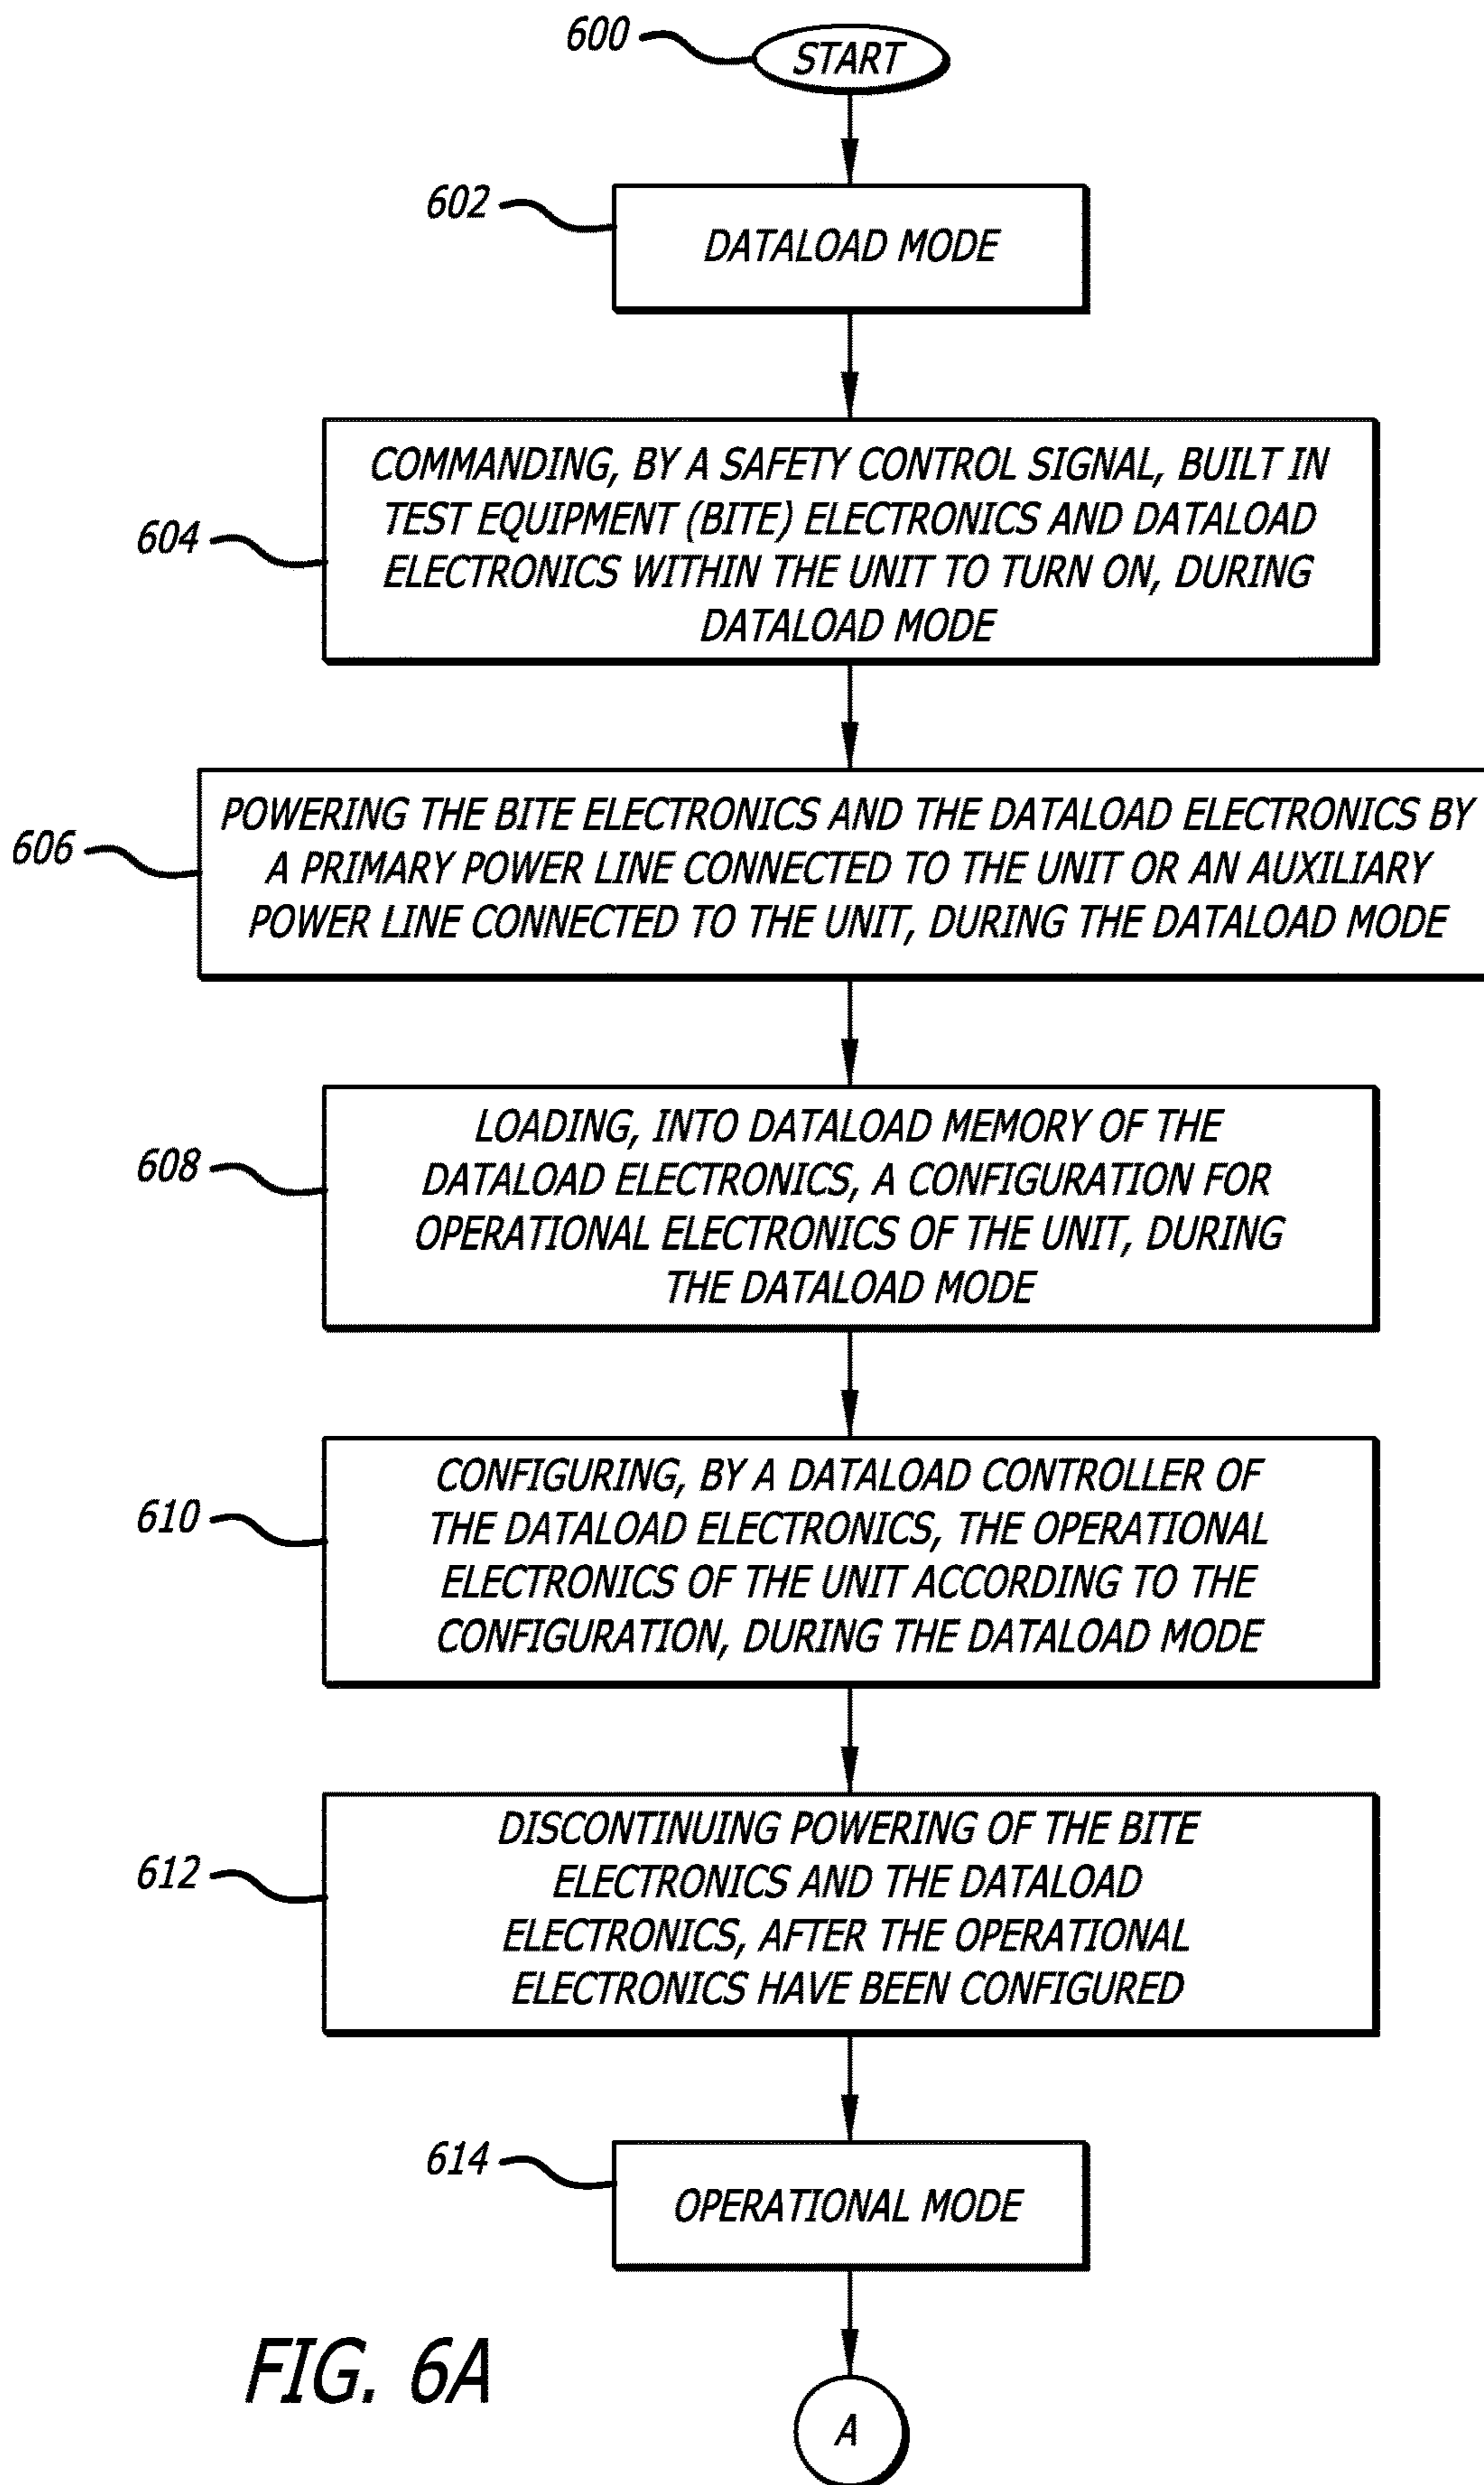 600
START
602
DATALOAD MODE
604
COMMANDING, BY A SAFETY CONTROL SIGNAL, BUILT IN
TEST EQUIPMENT (BITE) ELECTRONICS AND DATALOAD
ELECTRONICS WITHIN THE UNIT TO TURN ON, DURING
DATALOAD MODE
606
POWERING THE BITE ELECTRONICS AND THE DATALOAD ELECTRONICS BY
A PRIMARY POWER LINE CONNECTED TO THE UNIT OR AN AUXILIARY
POWER LINE CONNECTED TO THE UNIT, DURING THE DATALOAD MODE
608
LOADING, INTO DATALOAD MEMORY OF THE
DATALOAD ELECTRONICS, A CONFIGURATION FOR
OPERATIONAL ELECTRONICS OF THE UNIT, DURING
THE DATALOAD MODE
610
CONFIGURING, BY A DATALOAD CONTROLLER OF
THE DATALOAD ELECTRONICS, THE OPERATIONAL
ELECTRONICS OF THE UNIT ACCORDING TO THE
CONFIGURATION, DURING THE DATALOAD MODE
612
DISCONTINUING POWERING OF THE BITE
ELECTRONICS AND THE DATALOAD
ELECTRONICS, AFTER THE OPERATIONAL
ELECTRONICS HAVE BEEN CONFIGURED
614
OPERATIONAL MODE
FIG. 6A
A